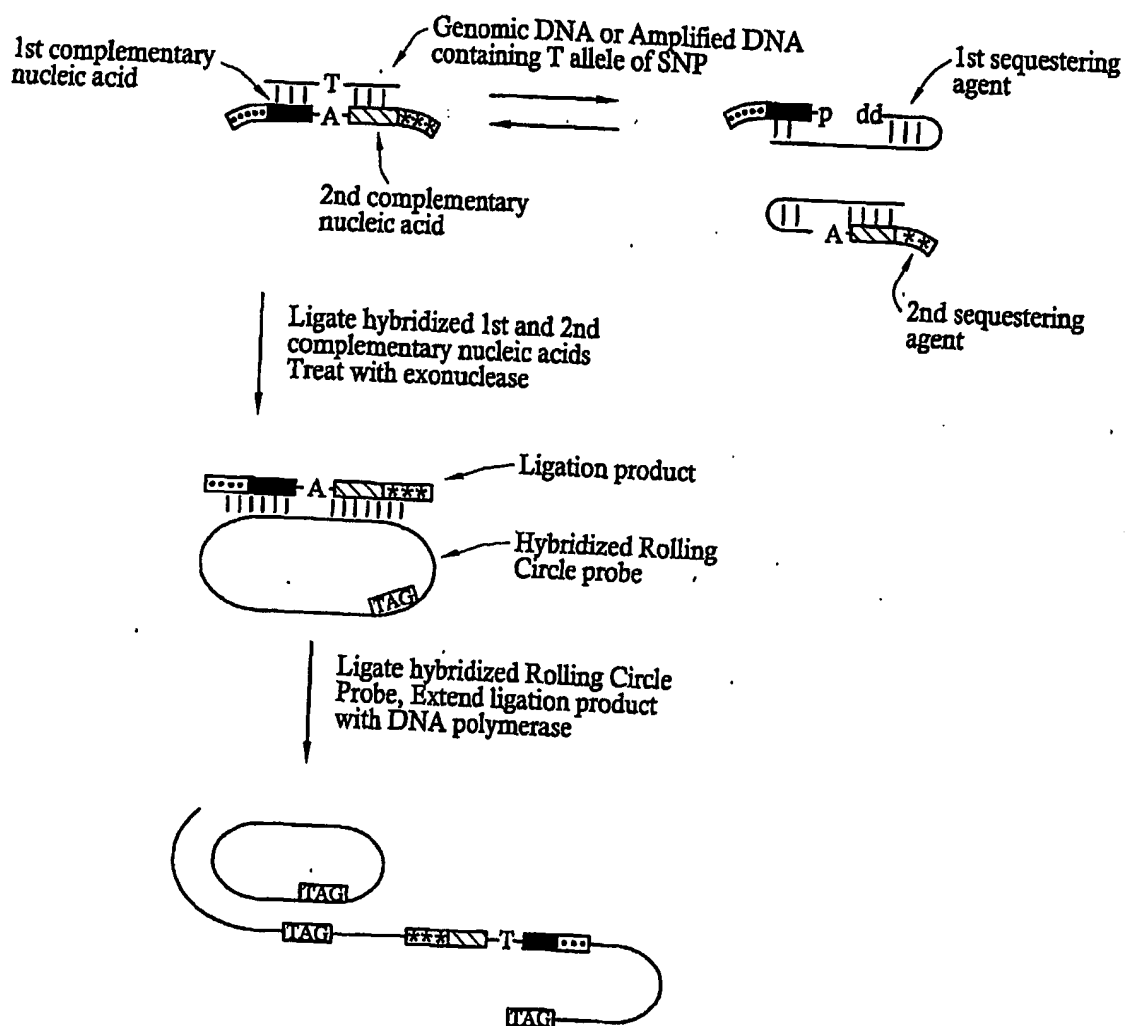 1st complementary
nucleic acid
Genomic DNA or Amplified DNA
containing T allele of SNP
T
A
2nd complementary
nucleic acid
1st sequestering
agent
p dd
A
**
2nd sequestering
agent
***
Ligate hybridized 1st and 2nd
complementary nucleic acids
Treat with exonuclease
A
***
Ligation product
Hybridized Rolling
Circle probe
TAG
Ligate hybridized Rolling Circle
Probe, Extend ligation product
with DNA polymerase
TAG
TAG
***
T
TAG